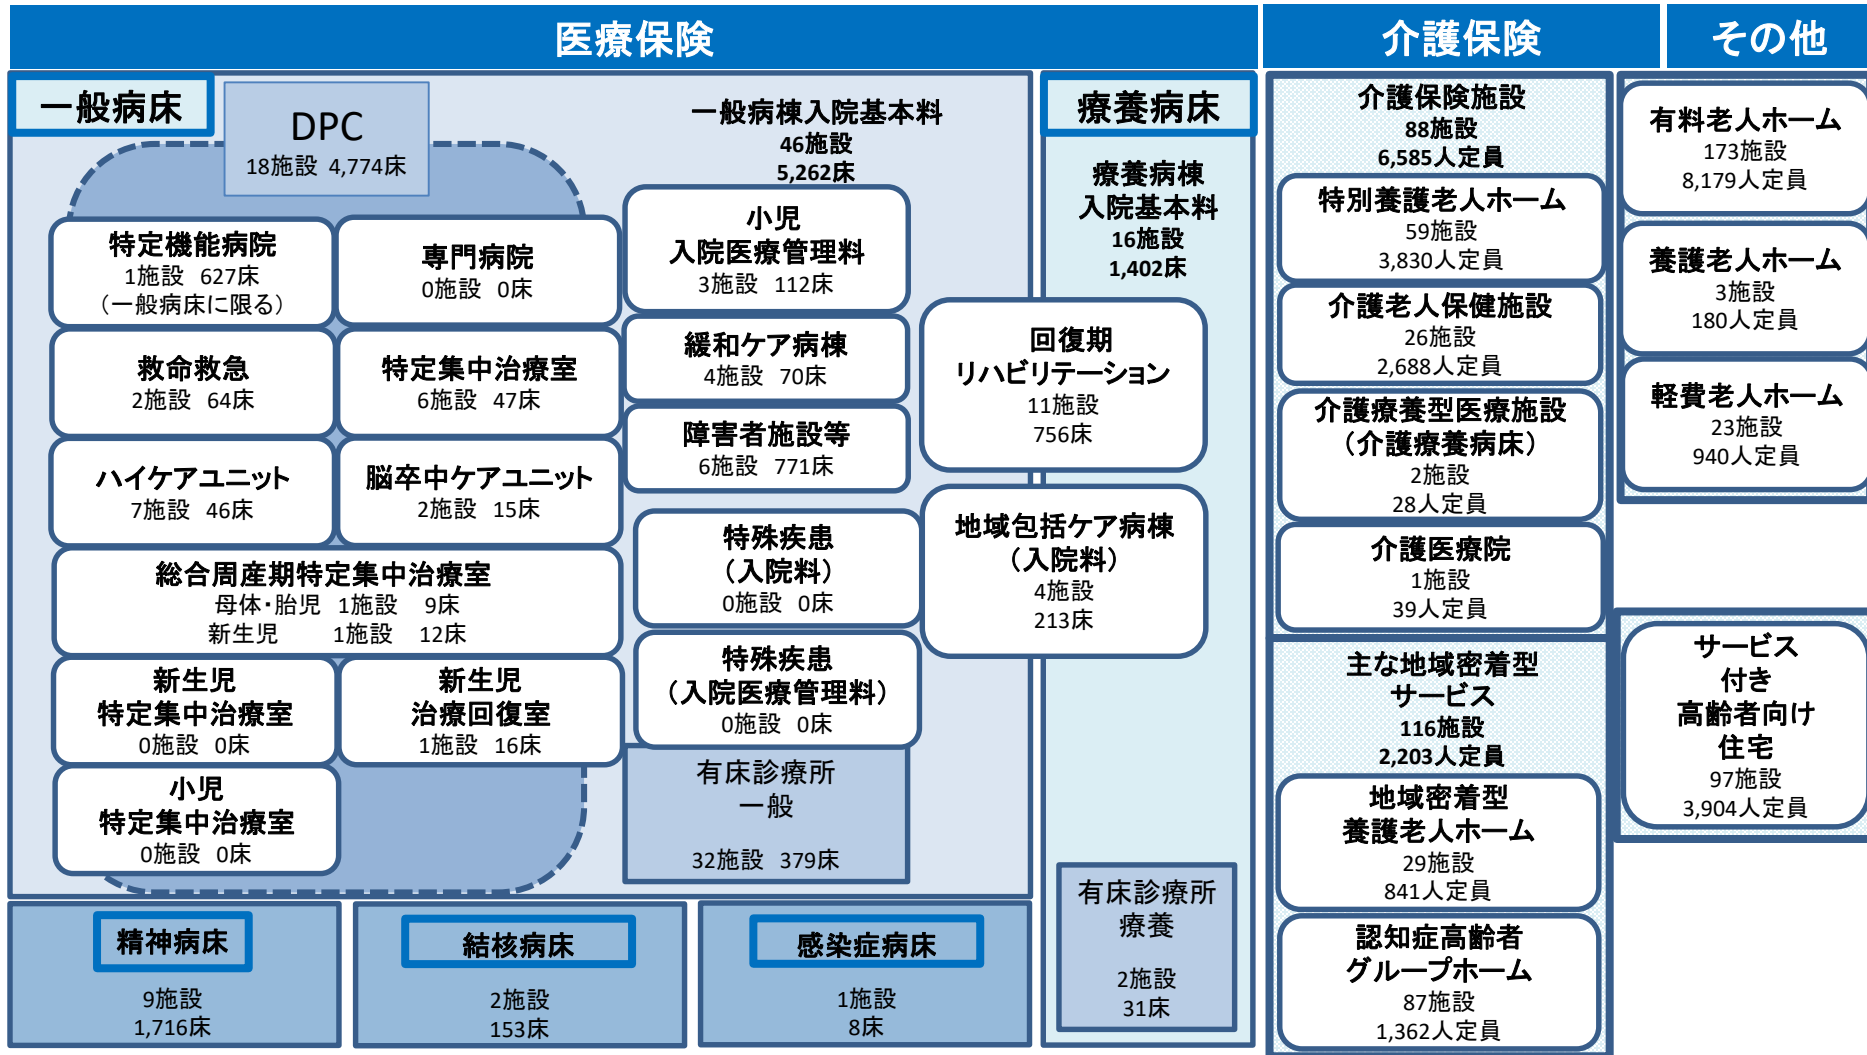 医療保険
介護保険
その他
一般病床
DPC
18施設 4,774床
一般病棟入院基本料
46施設
5,262床
特定機能病院
1施設 627床
（一般病床に限る）
専門病院
0施設 0床
小児
入院医療管理料
3施設 112床
救命救急
2施設 64床
特定集中治療室
6施設 47床
緩和ケア病棟
4施設 70床
ハイケアユニット
7施設 46床
脳卒中ケアユニット
2施設 15床
障害者施設等
6施設 771床
総合周産期特定集中治療室
母体・胎児 1施設 9床
新生児 1施設 12床
特殊疾患
（入院料）
0施設 0床
新生児
特定集中治療室
0施設 0床
新生児
治療回復室
1施設 16床
特殊疾患
（入院医療管理料）
0施設 0床
小児
特定集中治療室
0施設 0床
有床診療所
一般
32施設 379床
療養病床
療養病棟
入院基本料
16施設
1,402床
回復期
リハビリテーション
11施設
756床
地域包括ケア病棟
（入院料）
4施設
213床
有床診療所
療養
2施設
31床
精神病床
9施設
1,716床
結核病床
2施設
153床
感染症病床
1施設
8床
介護保険施設
88施設
6,585人定員
特別養護老人ホーム
59施設
3,830人定員
介護老人保健施設
26施設
2,688人定員
介護療養型医療施設
（介護療養病床）
2施設
28人定員
介護医療院
1施設
39人定員
主な地域密着型
サービス
116施設
2,203人定員
地域密着型
養護老人ホーム
29施設
841人定員
認知症高齢者
グループホーム
87施設
1,362人定員
有料老人ホーム
173施設
8,179人定員
養護老人ホーム
3施設
180人定員
軽費老人ホーム
23施設
940人定員
サービス
付き
高齢者向け
住宅
97施設
3,904人定員